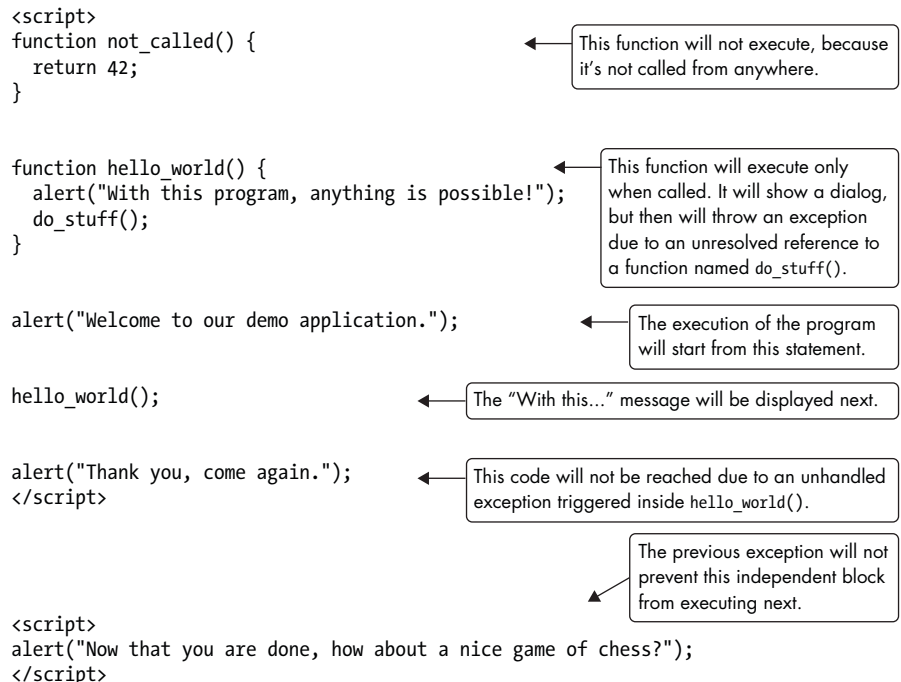 <script>
function not_called() {
This function will not execute, because
it's not called from anywhere.
return 42;
}
function hello_world() {
This function will execute only
when called. It will show a dialog,
but then will throw an exception
due to an unresolved reference to
a function named do_stuff().
alert("With this program, anything is possible!");
do_stuff();
}
alert("Welcome to our demo application.");
The execution of the program
will start from this statement.
hello_world();
The “With this...” message will be displayed next.
alert("Thank you, come again.");
</script>
This code will not be reached due to an unhandled
exception triggered inside hello_world().
The previous exception will not
prevent this independent block
from executing next.
<script>
alert("Now that you are done, how about a nice game of chess?");
</script>